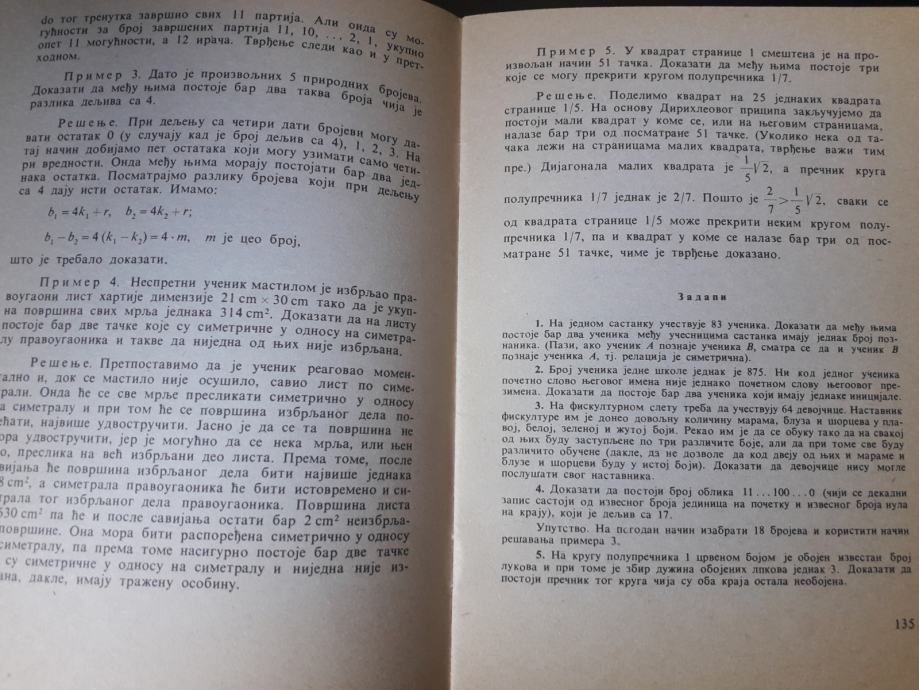 do тог тренутка завршио свих 11 партија. Али онда су мо-
гућности за број завршених партија 11, 10, ... 2, 1, укупно
опет 11 могућности, а 12 играча. Тврђење следи као и у прет-
ходном.
Пример 3. Дато је произвољних 5 природних бројева.
Доказати да међу њима постоје бар два таква броја чија је
разлика дељива са 4.
Решење. При дељењу са четири дати бројеви могу да-
вати остатак 0 (у случају кад је број дељив са 4), 1, 2, 3. На
тај начин добијамо пет остатака који могу узимати само чети-
ри вредности. Онда међу њима морају постојати бар два јед-
нака остатка. Посматрајмо разлику бројева који при дељењу
са 4 дају исти остатак. Имамо:
b₁ = 4k₁ + r, b₂ = 4k₂ + r;
b₁ − b₂ = 4 (k₁ − k₂) = 4 · m, m је цео број,
што је требало доказати.
Пример 4. Неспретни ученик мастилом је избрљао пра-
воугаони лист хартије димензије 21 cm × 30 cm тако да је укуп-
на површина свих мрља једнака 314 cm². Доказати да на листу
постоје бар две тачке које су симетричне у односу на симетра-
лу правоугаоника и такве да ниједна од њих није избрљана.
Решење. Претпоставимо да је ученик реаговао момен-
тално и, док се мастило није осушило, савио лист по симе-
трали. Онда ће се све мрље пресликати симетрично у односу
а симетралу и при том ће се површина избрљаног дела по-
ећати, највише удвостручити. Јасно је да се та површина не
ора удвостручити, јер је могућно да се нека мрља, или њен
о, преслика на већ избрљани део листа. Према томе, после
авијања ће површина избрљаног дела бити највише једнака
8 cm², а симетрала правоугаоника ће бити истовремено и си-
трала тог избрљаног дела правоугаоника. Површина листа
630 cm² па ће и после савијања остати бар 2 cm² неизбрља-
површине. Она мора бити распоређена симетрично у односу
симетралу, па према томе насигурно постоје бар две тачке
су симетричне у односу на симетралу и ниједна није из-
ана, дакле, имају тражену особину.
Пример 5. У квадрат странице 1 смештена је на про-
извољан начин 51 тачка. Доказати да међу њима постоје три
које се могу прекрити кругом полупречника 1/7.
Решење. Поделимо квадрат на 25 једнаких квадрата
странице 1/5. На основу Дирихлеовог приципа закључујемо да
постоји мали квадрат у коме се, или на његовим страницама,
налазе бар три од посматране 51 тачке. (Уколико нека од та-
чака лежи на страницама малих квадрата, тврђење важи тим
пре.) Дијагонала малих квадрата је 1/5 √2, а пречник круга
полупречника 1/7 једнак је 2/7. Пошто је 2/7 > 1/5 √2, сваки се
од квадрата странице 1/5 може прекрити неким кругом полу-
пречника 1/7, па и квадрат у коме се налазе бар три од пос-
матране 51 тачке, чиме је тврђење доказано.
Задаци
1. На једном састанку учествује 83 ученика. Доказати да међу њима
постоје бар два ученика међу учесницима састанка имају једнак број поз-
наника. (Пази, ако ученик A познаје ученика B, сматра се да и ученик B
познаје ученика A, тј. релација је симетрична).
2. Број ученика једне школе једнак је 875. Ни код једног ученика
почетно слово његовог имена није једнако почетном слову његоовог пре-
зимена. Доказати да постоје бар два ученика који имају једнаке иницијале.
3. На фискултурном слету треба да учествују 64 девојчице. Наставник
фискултуре им је донео довољну количину марама, блуза и шорцева у пла-
вој, белој, зеленој и жутој боји. Рекао им је да се обуку тако да на свакој
од њих буду заступљене по три различите боје, али да при томе све буду
различито обучене (дакле, дa не дозволе да код двеју од њих и мараме и
блузе и шорцеви буду у истој боји). Доказати да девојчице нису могле
послушати свог наставника.
4. Доказати да постоји број облика 11...100...0 (чији се декадни
запис састоји од извесног броја јединица на почетку и извесног броја нула
на крају), који је дељив са 17.
Упутство. На погодан начин изабрати 18 бројева и користити начин
решавања примера 3.
5. На кругу полупречника 1 црвеном бојом је обојен известан број
лукова и при томе је збир дужина обојених лпкова једнак 3. Доказати да
постоји пречник тог круга чија су оба краја остала необојена.
135